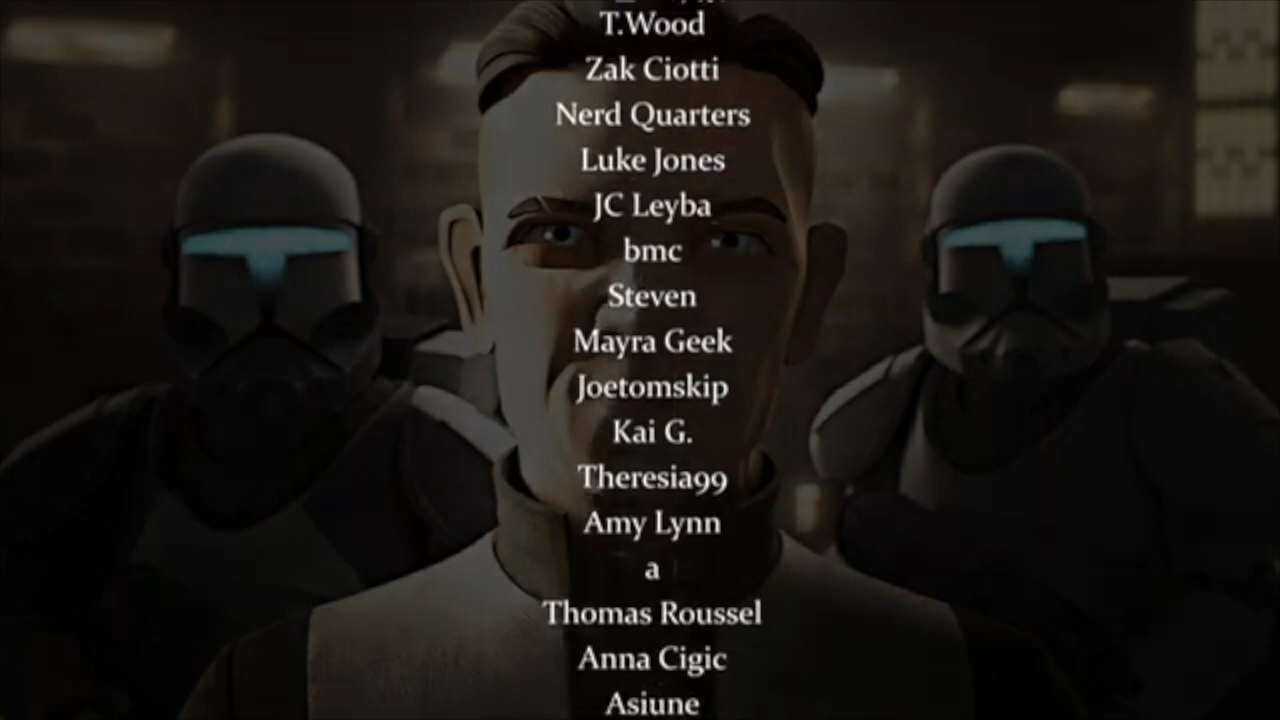 T.Wood
Zak Ciotti
Nerd Quarters
Luke Jones
JC Leyba
bmc
Steven
Mayra Geek
Joetomskip
Kai G.
Theresia99
Amy Lynn
a
Thomas Roussel
Anna Cigic
Asiune